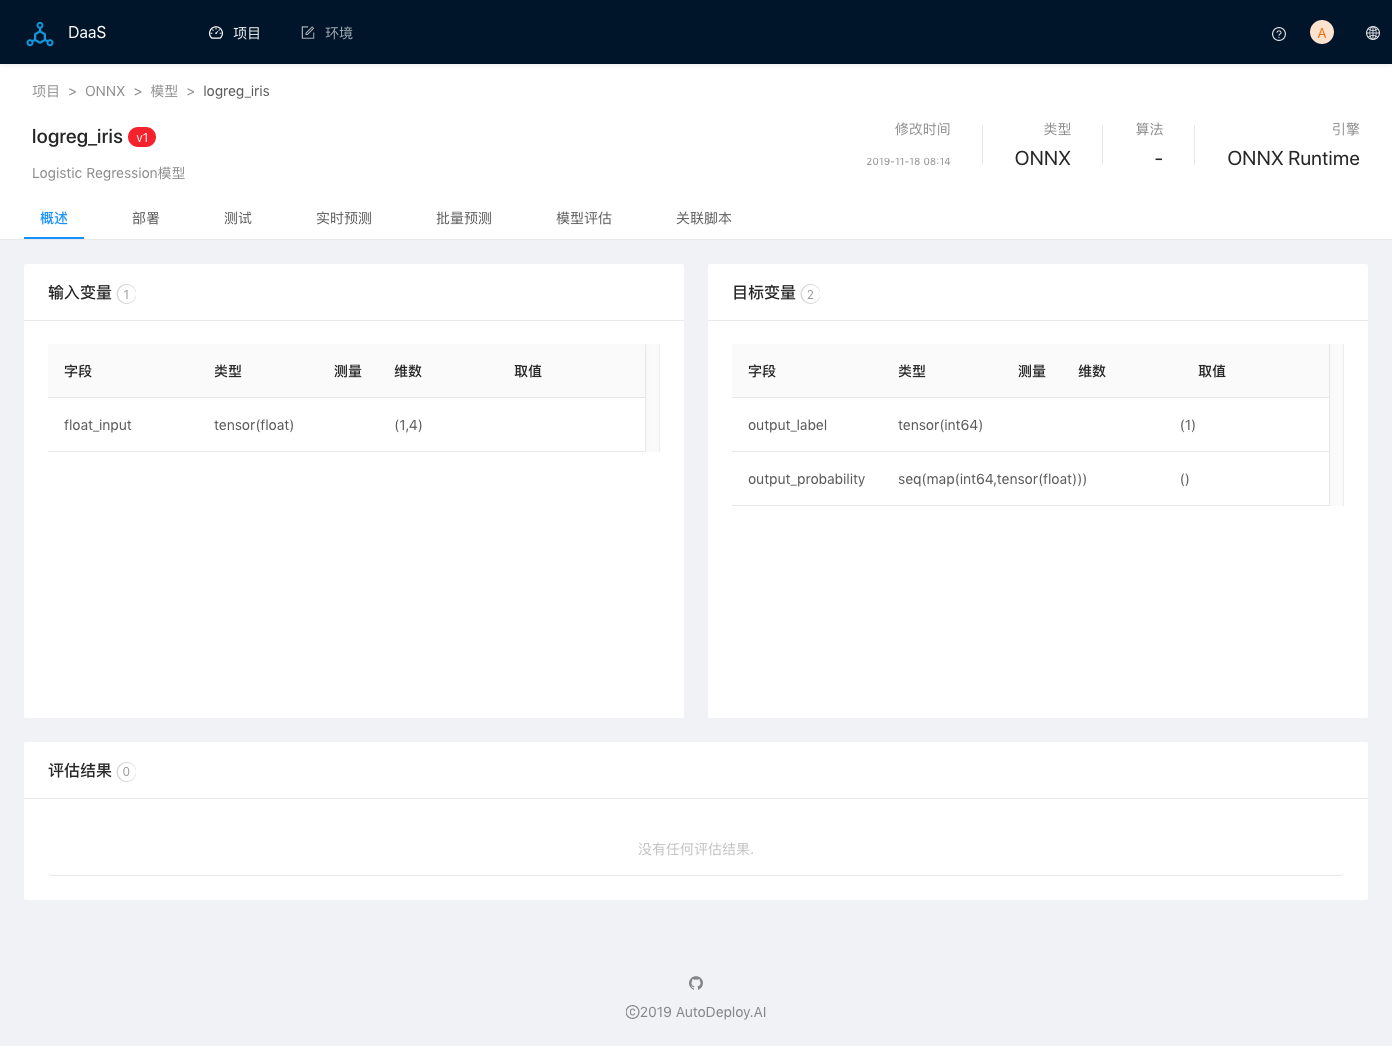 DaaS 项目 环境 A
项目 > ONNX > 模型 > logreg_iris
logreg_iris v1
Logistic Regression模型
修改时间 类型 算法 引擎
2019-11-18 08:14 ONNX - ONNX Runtime
概述 部署 测试 实时预测 批量预测 模型评估 关联脚本
输入变量 1
字段 类型 测量 维数 取值
float_input tensor(float) (1,4)
目标变量 2
字段 类型 测量 维数 取值
output_label tensor(int64) (1)
output_probability seq(map(int64,tensor(float))) ()
评估结果 0
没有任何评估结果.
©2019 AutoDeploy.AI